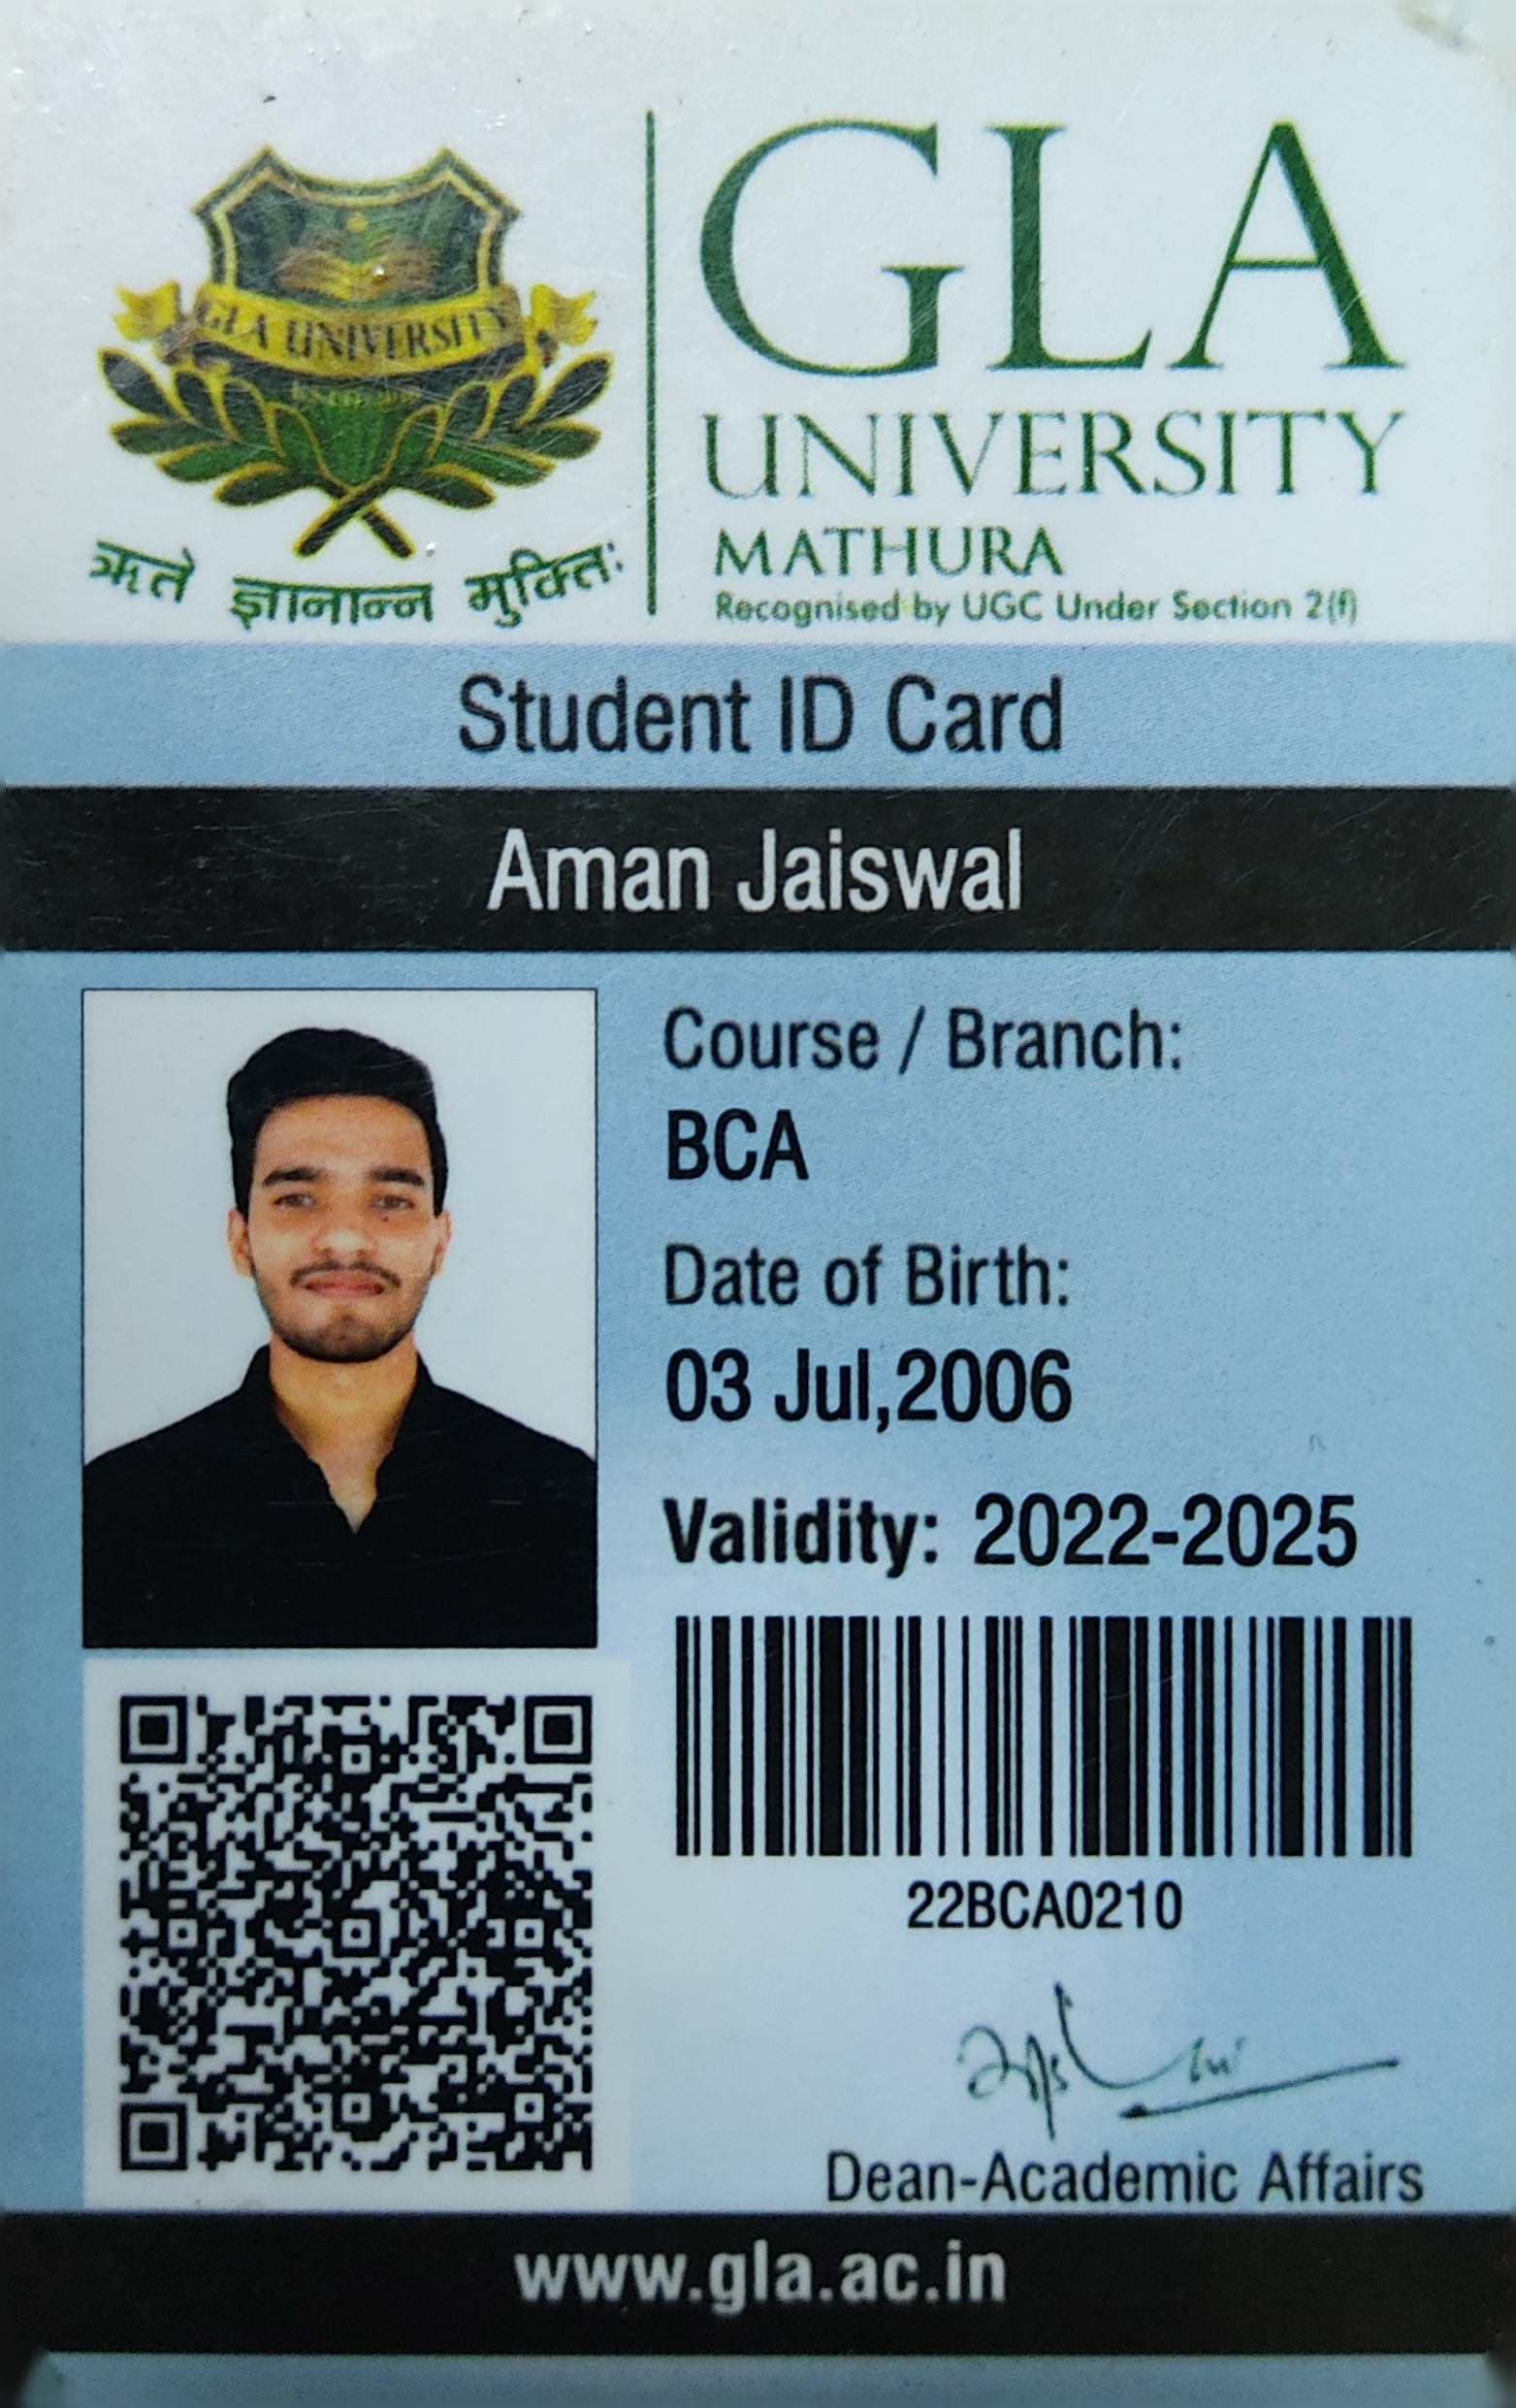 GLA UNIVERSITY
ऋते ज्ञानान्न मुक्तिः
GLA
UNIVERSITY
MATHURA
Recognised by UGC Under Section 2(f)
Student ID Card
Aman Jaiswal
Course / Branch:
BCA
Date of Birth:
03 Jul,2006
Validity: 2022-2025
22BCA0210
Dean-Academic Affairs
www.gla.ac.in